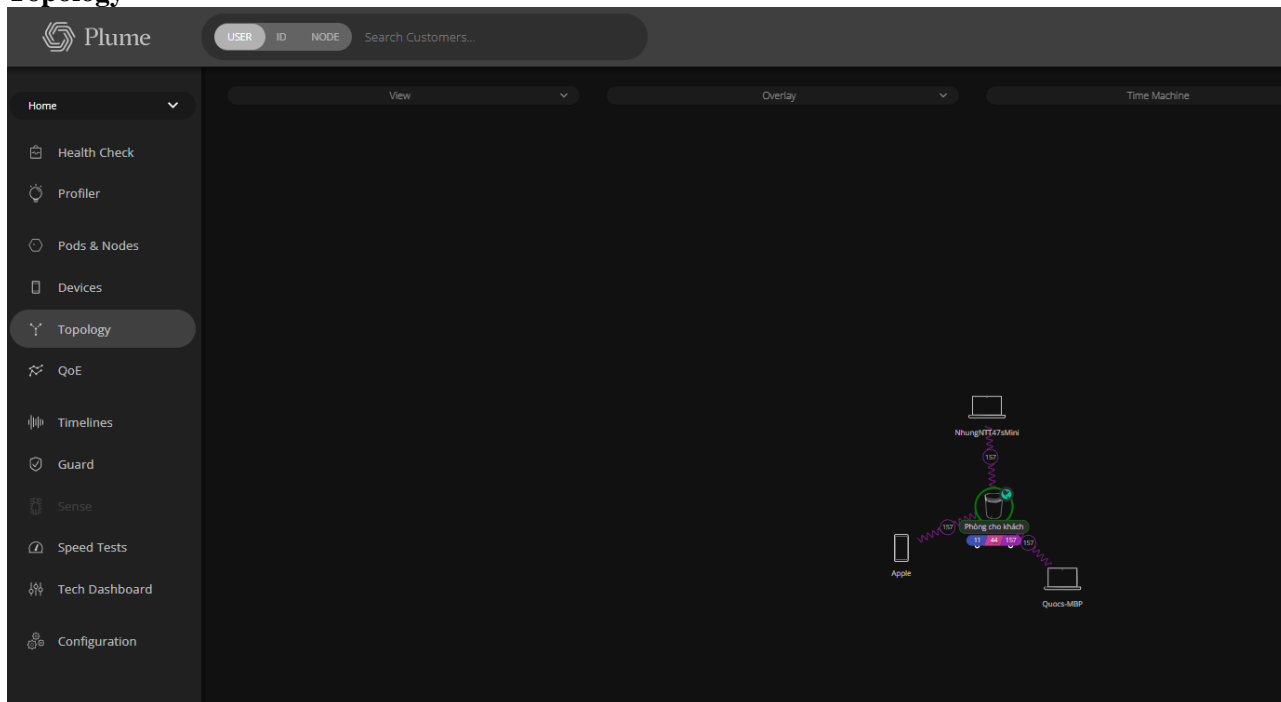 Topology
Plume
USER ID NODE Search Customers...
Home
View
Overlay
Time Machine
Health Check
Profiler
Pods & Nodes
Devices
Topology
QoE
Timelines
Guard
Sense
Speed Tests
Tech Dashboard
Configuration
NhungNTT47sMini
157
157
Phòng cho khách
11 44 157
157
Apple
Quocs-MBP